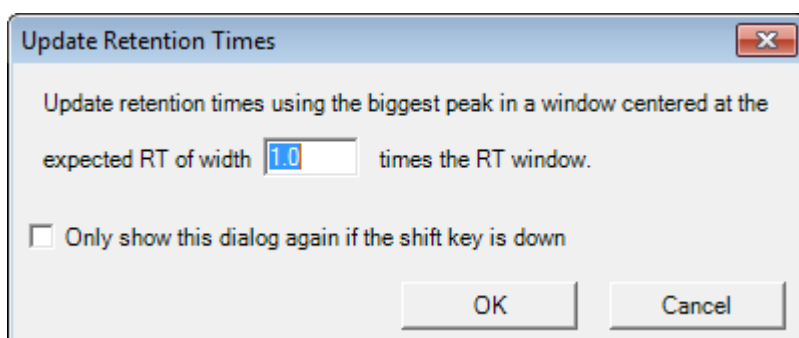 Update Retention Times
Update retention times using the biggest peak in a window centered at the
expected RT of width 1.0 times the RT window.
Only show this dialog again if the shift key is down
OK Cancel